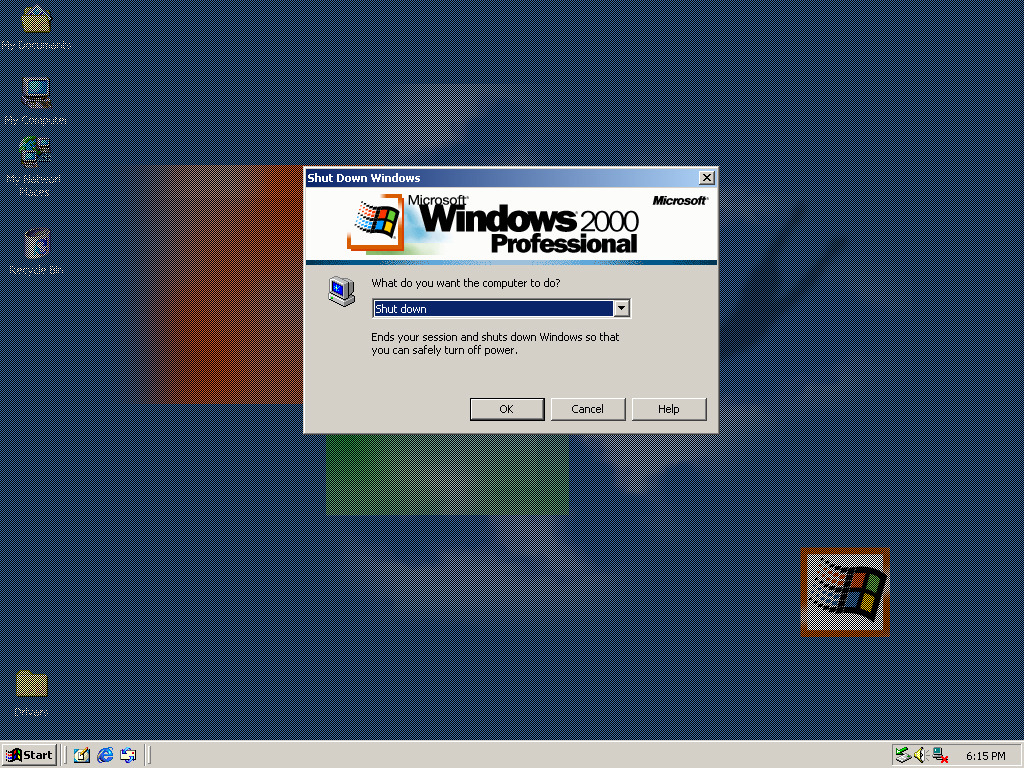 My Documents
My Computer
My Network
Places
Recycle Bin
Drivers
Shut Down Windows
Microsoft
Windows 2000
Professional
Microsoft
What do you want the computer to do?
Shut down
Ends your session and shuts down Windows so that
you can safely turn off power.
OK
Cancel
Help
Start
6:15 PM